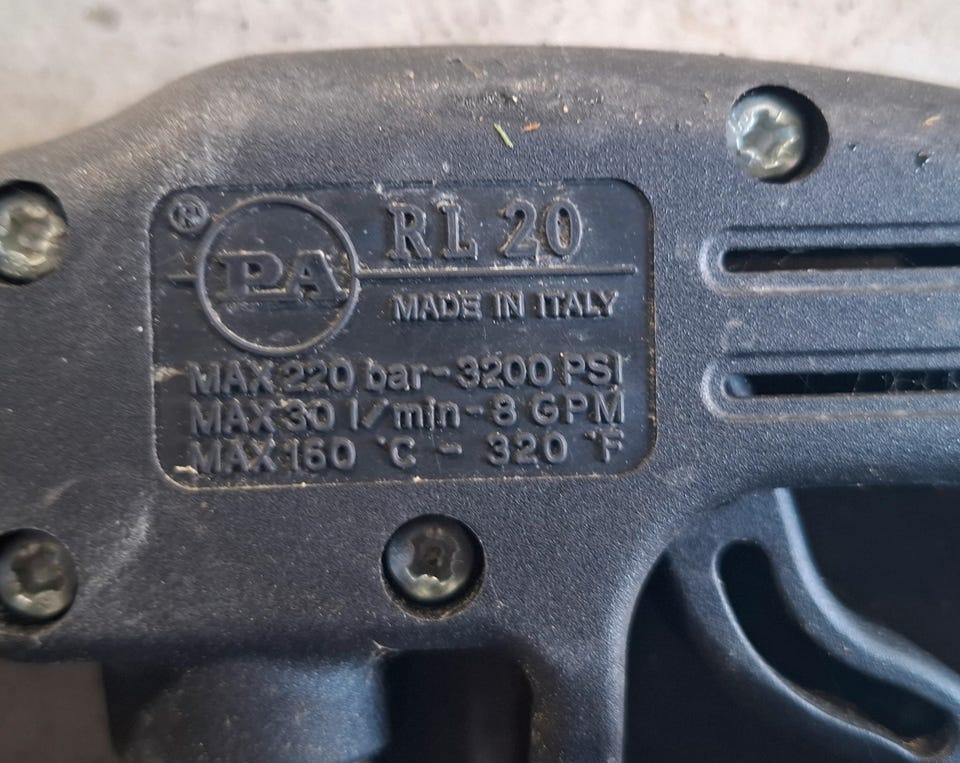 ® PA RL 20
MADE IN ITALY
MAX 220 bar - 3200 PSI
MAX 30 l/min - 8 GPM
MAX 160 °C - 320 °F